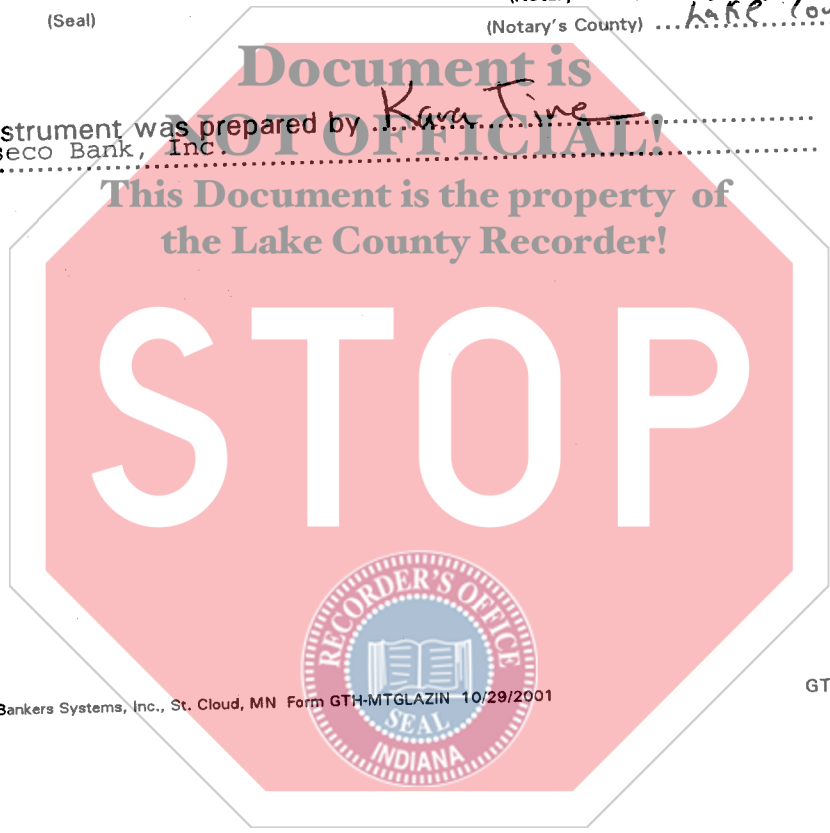 (Seal)
(Notary's County) Lake Cou
Document is
strument was prepared by Kara Tine
NOT OFFICIAL!
seco Bank, Inc.
This Document is the property of
the Lake County Recorder!
STOP
RECORDER'S OFFICE
SEAL
INDIANA
Bankers Systems, Inc., St. Cloud, MN Form GTH-MTGLAZIN 10/29/2001
GT